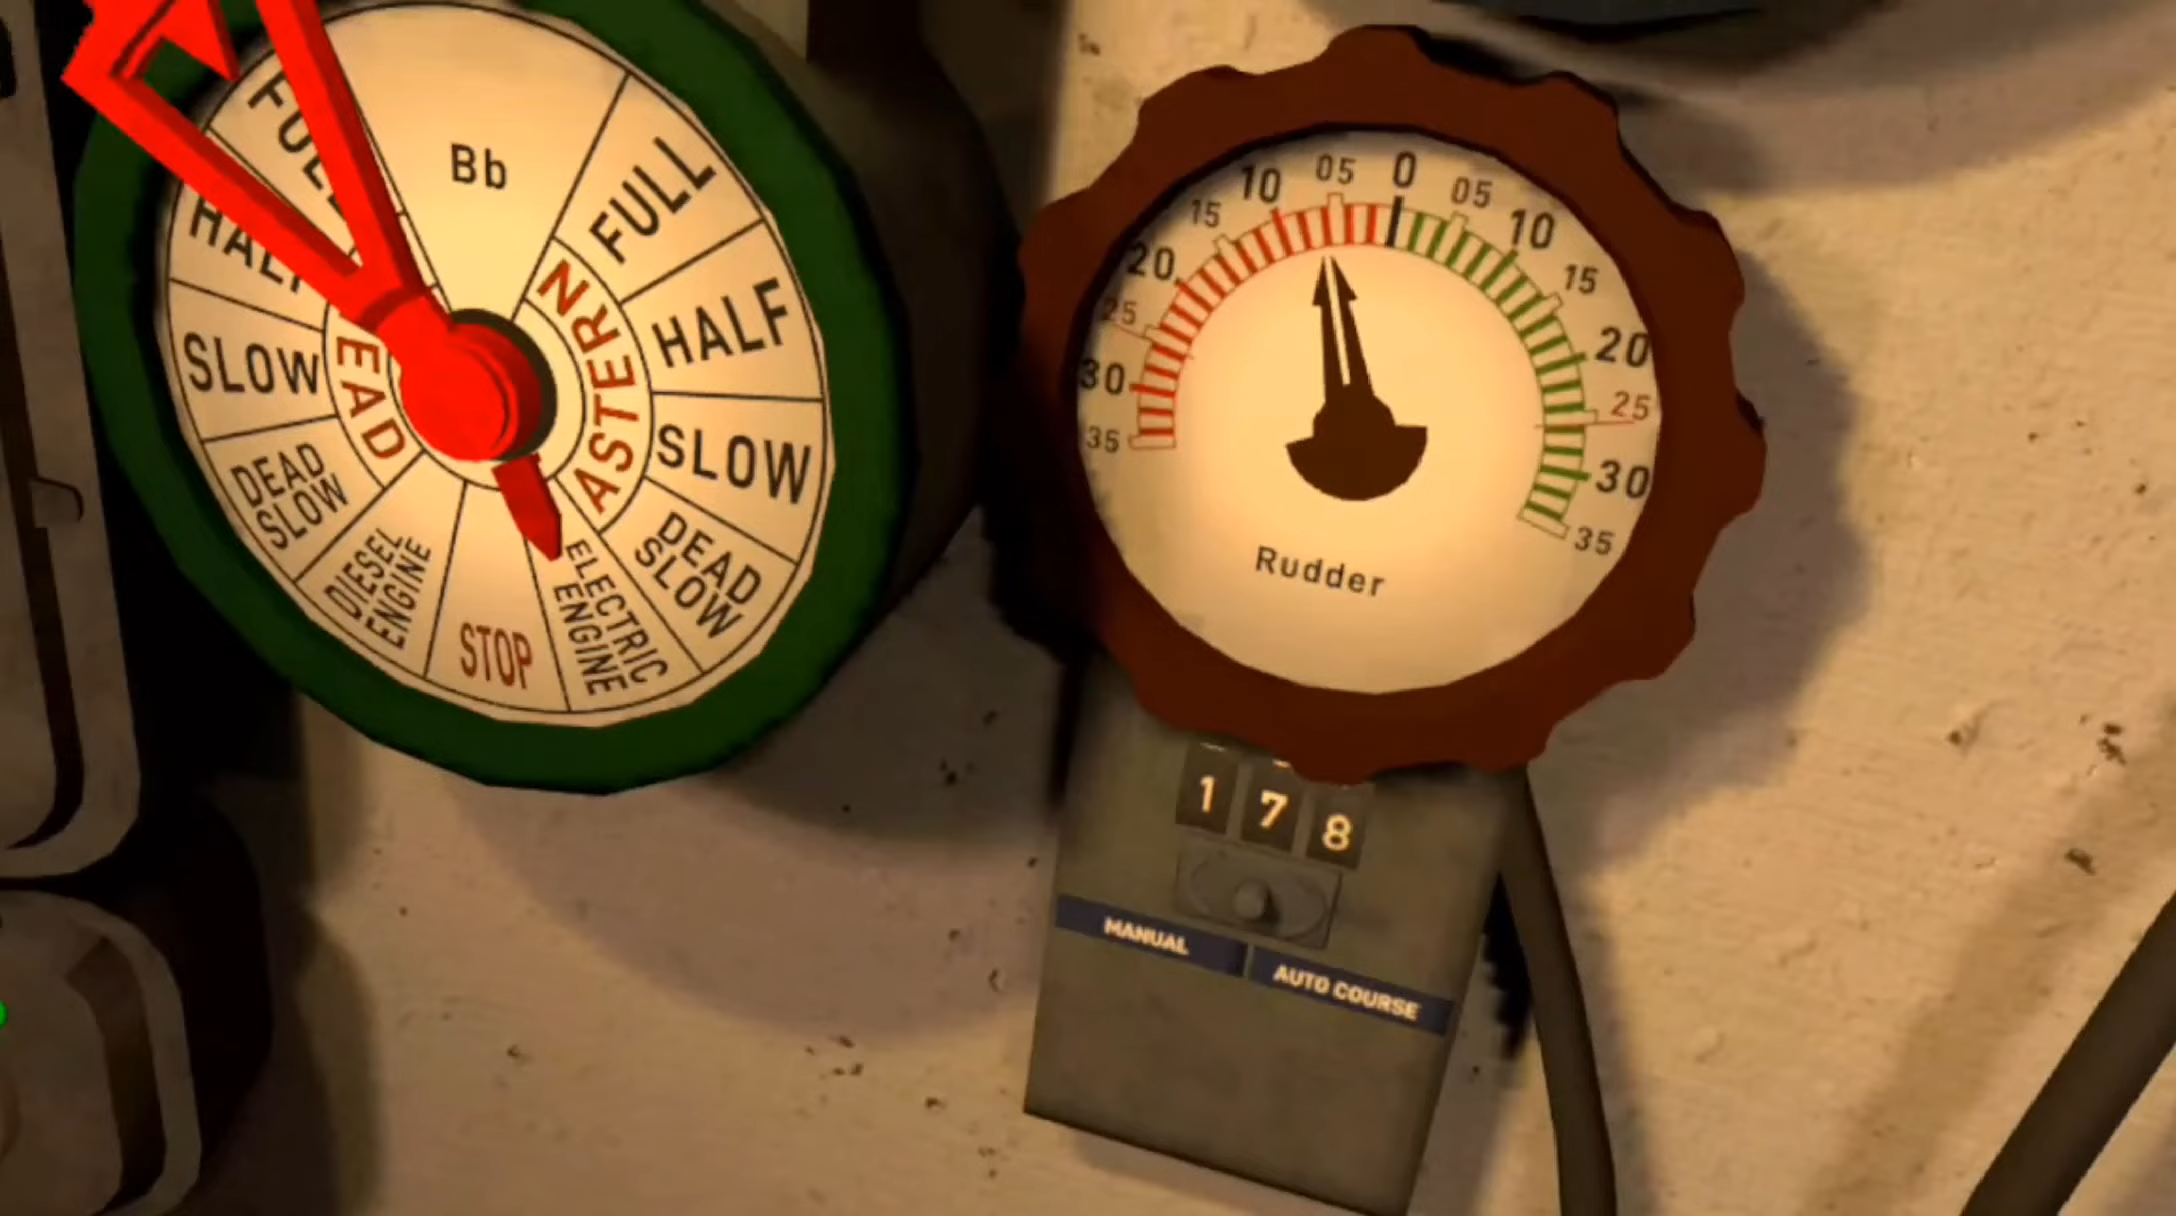 Bb
FULL
HALF
SLOW
DEAD
SLOW
DIESEL
ENGINE
STOP
ELECTRIC
ENGINE
DEAD
SLOW
SLOW
HALF
FULL
EAD
ASTERN
35 30 25 20 15 10 05 0 05 10 15 20 25 30 35
Rudder
1 7 8
MANUAL
AUTO COURSE